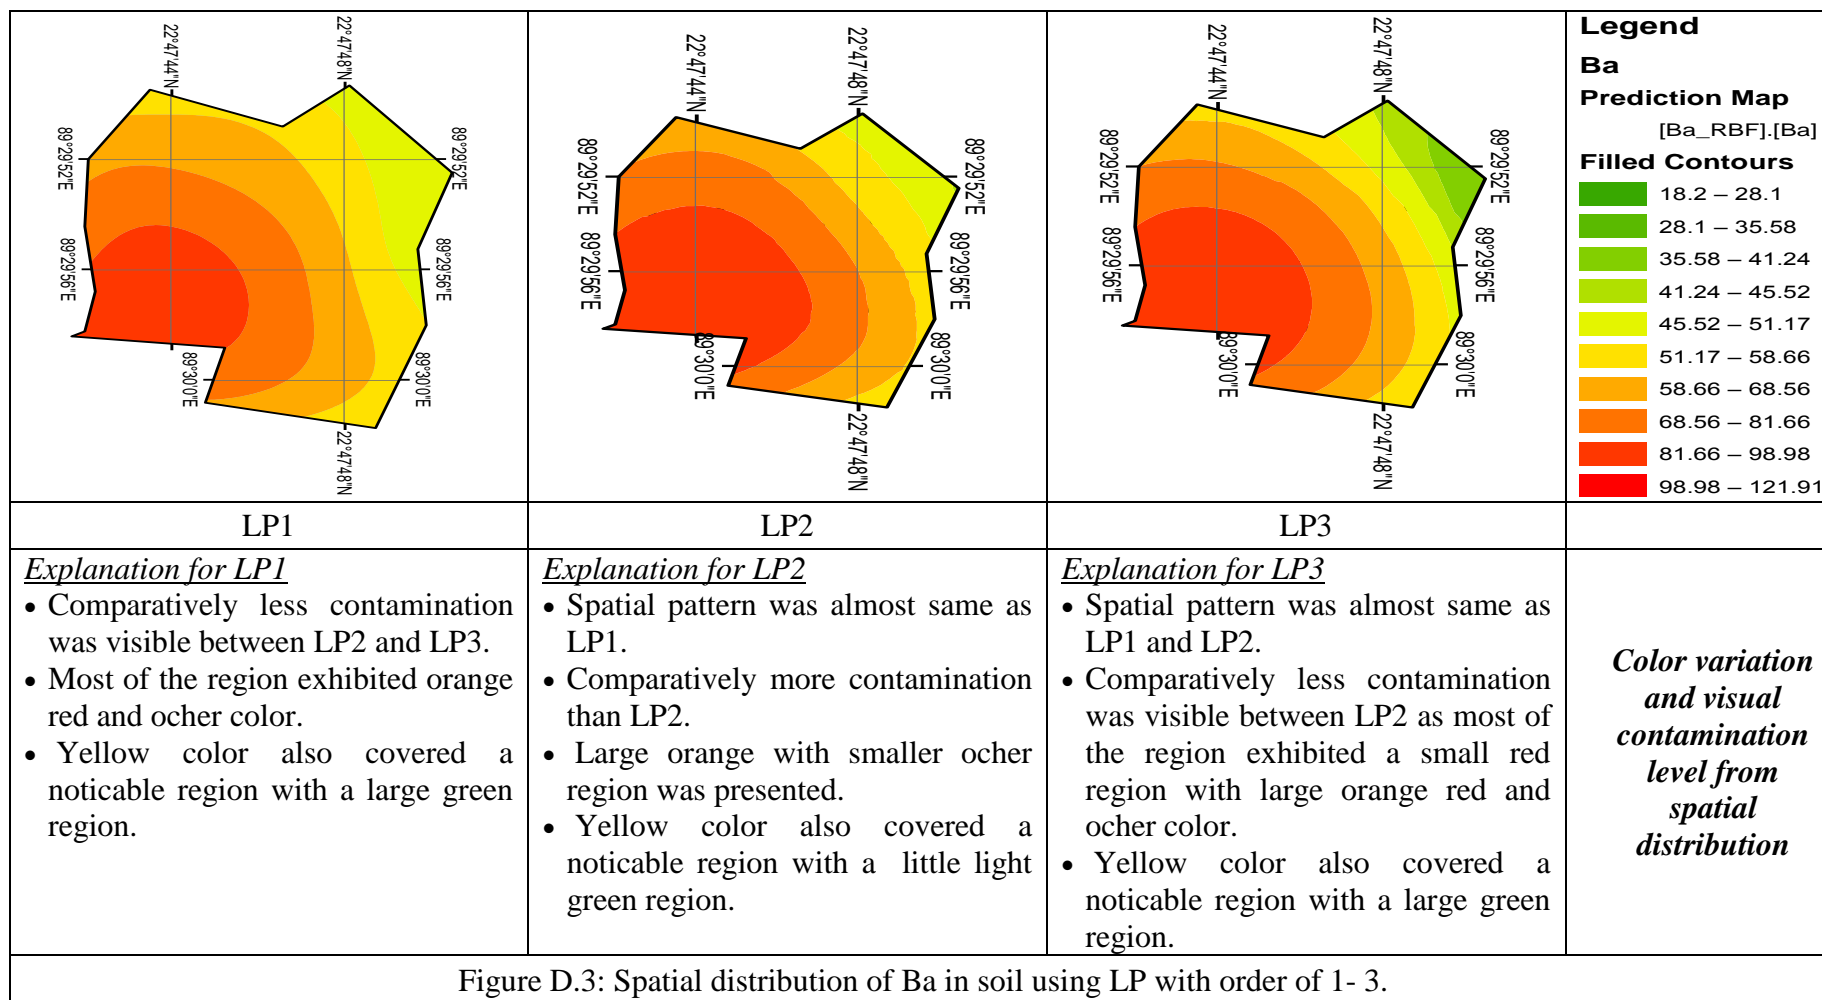 22°47'44"N
22°47'48"N
89°29'52"E
89°29'52"E
89°29'56"E
89°29'56"E
89°30'0"E
89°30'0"E
22°47'48"N
22°47'44"N
22°47'48"N
89°29'52"E
89°29'52"E
89°29'56"E
89°29'56"E
89°30'0"E
89°30'0"E
22°47'48"N
22°47'44"N
22°47'48"N
89°29'52"E
89°29'52"E
89°29'56"E
89°29'56"E
89°30'0"E
89°30'0"E
22°47'48"N
Legend
Ba
Prediction Map
[Ba_RBF].[Ba]
Filled Contours
18.2 – 28.1
28.1 – 35.58
35.58 – 41.24
41.24 – 45.52
45.52 – 51.17
51.17 – 58.66
58.66 – 68.56
68.56 – 81.66
81.66 – 98.98
98.98 – 121.91
LP1
LP2
LP3
Explanation for LP1
• Comparatively less contamination
was visible between LP2 and LP3.
• Most of the region exhibited orange
red and ocher color.
• Yellow color also covered a
noticable region with a large green
region.
Explanation for LP2
• Spatial pattern was almost same as
LP1.
• Comparatively more contamination
than LP2.
• Large orange with smaller ocher
region was presented.
• Yellow color also covered a
noticable region with a little light
green region.
Explanation for LP3
• Spatial pattern was almost same as
LP1 and LP2.
• Comparatively less contamination
was visible between LP2 as most of
the region exhibited a small red
region with large orange red and
ocher color.
• Yellow color also covered a
noticable region with a large green
region.
Color variation
and visual
contamination
level from
spatial
distribution
Figure D.3: Spatial distribution of Ba in soil using LP with order of 1- 3.